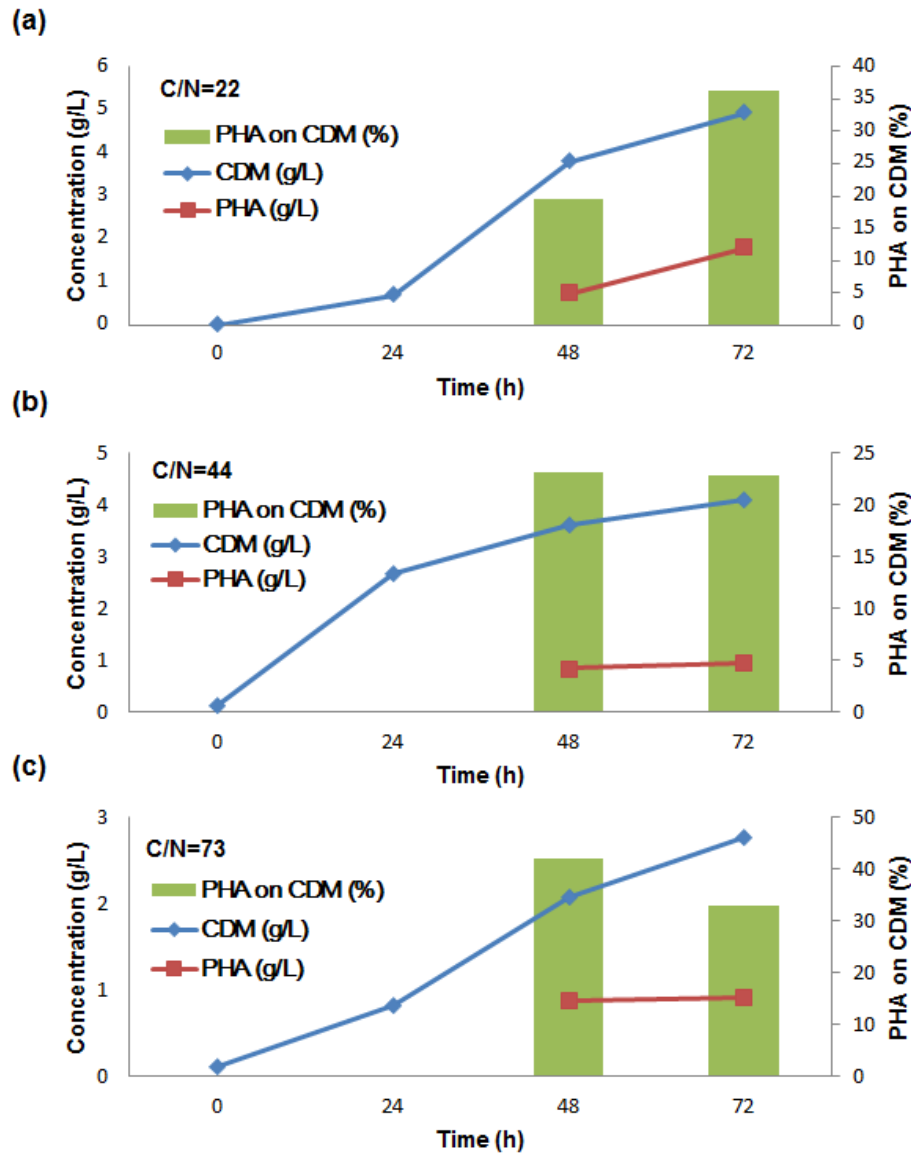 (a)
C/N=22
PHA on CDM (%)
CDM (g/L)
PHA (g/L)
Concentration (g/L)
6
5
4
3
2
1
0
40
35
30
25
20
15
10
5
0
PHA on CDM (%)
0 24 48 72
Time (h)
(b)
C/N=44
PHA on CDM (%)
CDM (g/L)
PHA (g/L)
Concentration (g/L)
5
4
3
2
1
0
25
20
15
10
5
0
PHA on CDM (%)
0 24 48 72
Time (h)
(c)
C/N=73
PHA on CDM (%)
CDM (g/L)
PHA (g/L)
Concentration (g/L)
3
2
1
0
50
40
30
20
10
0
PHA on CDM (%)
0 24 48 72
Time (h)